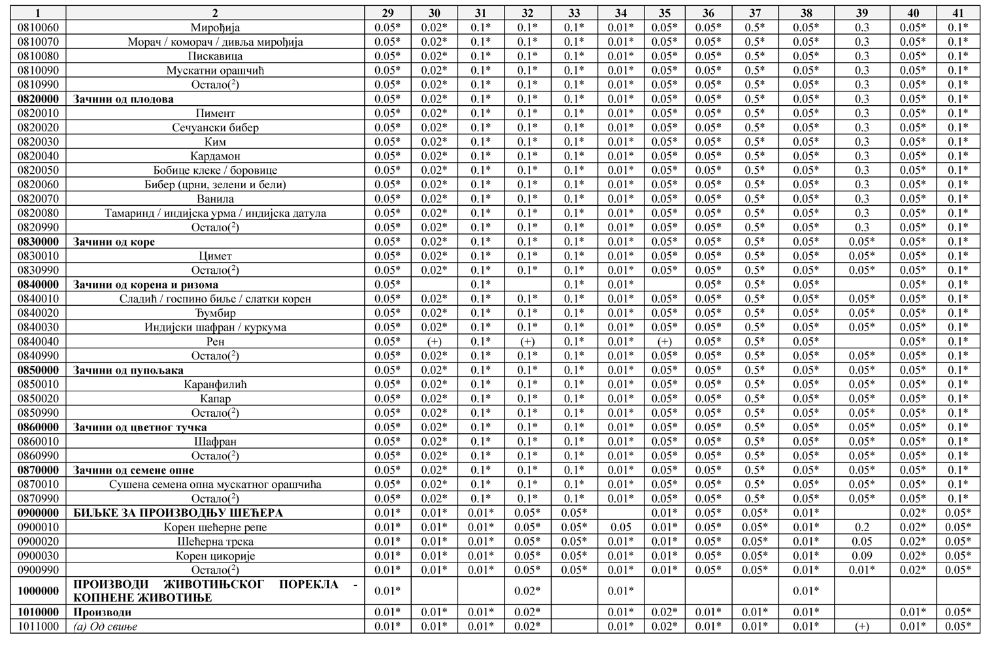 1 2 29 30 31 32 33 34 35 36 37 38 39 40 41
0810060 Мирођија 0.05* 0.02* 0.1* 0.1* 0.1* 0.01* 0.05* 0.05* 0.5* 0.05* 0.3 0.05* 0.1*
0810070 Морач / коморач / дивља мирођија 0.05* 0.02* 0.1* 0.1* 0.1* 0.01* 0.05* 0.05* 0.5* 0.05* 0.3 0.05* 0.1*
0810080 Пискавица 0.05* 0.02* 0.1* 0.1* 0.1* 0.01* 0.05* 0.05* 0.5* 0.05* 0.3 0.05* 0.1*
0810090 Мускатни орашчић 0.05* 0.02* 0.1* 0.1* 0.1* 0.01* 0.05* 0.05* 0.5* 0.05* 0.3 0.05* 0.1*
0810990 Остало(²) 0.05* 0.02* 0.1* 0.1* 0.1* 0.01* 0.05* 0.05* 0.5* 0.05* 0.3 0.05* 0.1*
0820000 Зачини од плодова 0.05* 0.02* 0.1* 0.1* 0.1* 0.01* 0.05* 0.05* 0.5* 0.05* 0.3 0.05* 0.1*
0820010 Пимент 0.05* 0.02* 0.1* 0.1* 0.1* 0.01* 0.05* 0.05* 0.5* 0.05* 0.3 0.05* 0.1*
0820020 Сечуански бибер 0.05* 0.02* 0.1* 0.1* 0.1* 0.01* 0.05* 0.05* 0.5* 0.05* 0.3 0.05* 0.1*
0820030 Ким 0.05* 0.02* 0.1* 0.1* 0.1* 0.01* 0.05* 0.05* 0.5* 0.05* 0.3 0.05* 0.1*
0820040 Кардамон 0.05* 0.02* 0.1* 0.1* 0.1* 0.01* 0.05* 0.05* 0.5* 0.05* 0.3 0.05* 0.1*
0820050 Бобице клеке / боровице 0.05* 0.02* 0.1* 0.1* 0.1* 0.01* 0.05* 0.05* 0.5* 0.05* 0.3 0.05* 0.1*
0820060 Бибер (црни, зелени и бели) 0.05* 0.02* 0.1* 0.1* 0.1* 0.01* 0.05* 0.05* 0.5* 0.05* 0.3 0.05* 0.1*
0820070 Ванила 0.05* 0.02* 0.1* 0.1* 0.1* 0.01* 0.05* 0.05* 0.5* 0.05* 0.3 0.05* 0.1*
0820080 Тамаринд / индијска урма / индијска датула 0.05* 0.02* 0.1* 0.1* 0.1* 0.01* 0.05* 0.05* 0.5* 0.05* 0.3 0.05* 0.1*
0820990 Остало(²) 0.05* 0.02* 0.1* 0.1* 0.1* 0.01* 0.05* 0.05* 0.5* 0.05* 0.3 0.05* 0.1*
0830000 Зачини од коре 0.05* 0.02* 0.1* 0.1* 0.1* 0.01* 0.05* 0.05* 0.5* 0.05* 0.05* 0.05* 0.1*
0830010 Цимет 0.05* 0.02* 0.1* 0.1* 0.1* 0.01* 0.05* 0.05* 0.5* 0.05* 0.05* 0.05* 0.1*
0830990 Остало(²) 0.05* 0.02* 0.1* 0.1* 0.1* 0.01* 0.05* 0.05* 0.5* 0.05* 0.05* 0.05* 0.1*
0840000 Зачини од корена и ризома 0.05* 0.1* 0.1* 0.01* 0.05* 0.5* 0.05* 0.05* 0.1*
0840010 Сладић / госпино биље / слатки корен 0.05* 0.02* 0.1* 0.1* 0.1* 0.01* 0.05* 0.05* 0.5* 0.05* 0.05* 0.05* 0.1*
0840020 Ђумбир 0.05* 0.02* 0.1* 0.1* 0.1* 0.01* 0.05* 0.05* 0.5* 0.05* 0.05* 0.05* 0.1*
0840030 Индијски шафран / куркума 0.05* 0.02* 0.1* 0.1* 0.1* 0.01* 0.05* 0.05* 0.5* 0.05* 0.05* 0.05* 0.1*
0840040 Рен 0.05* (+) 0.1* (+) 0.1* 0.01* (+) 0.05* 0.5* 0.05* 0.05* 0.1*
0840990 Остало(²) 0.05* 0.02* 0.1* 0.1* 0.1* 0.01* 0.05* 0.05* 0.5* 0.05* 0.05* 0.05* 0.1*
0850000 Зачини од пупољака 0.05* 0.02* 0.1* 0.1* 0.1* 0.01* 0.05* 0.05* 0.5* 0.05* 0.05* 0.05* 0.1*
0850010 Каранфилић 0.05* 0.02* 0.1* 0.1* 0.1* 0.01* 0.05* 0.05* 0.5* 0.05* 0.05* 0.05* 0.1*
0850020 Капар 0.05* 0.02* 0.1* 0.1* 0.1* 0.01* 0.05* 0.05* 0.5* 0.05* 0.05* 0.05* 0.1*
0850990 Остало(²) 0.05* 0.02* 0.1* 0.1* 0.1* 0.01* 0.05* 0.05* 0.5* 0.05* 0.05* 0.05* 0.1*
0860000 Зачини од цветног тучка 0.05* 0.02* 0.1* 0.1* 0.1* 0.01* 0.05* 0.05* 0.5* 0.05* 0.05* 0.05* 0.1*
0860010 Шафран 0.05* 0.02* 0.1* 0.1* 0.1* 0.01* 0.05* 0.05* 0.5* 0.05* 0.05* 0.05* 0.1*
0860990 Остало(²) 0.05* 0.02* 0.1* 0.1* 0.1* 0.01* 0.05* 0.05* 0.5* 0.05* 0.05* 0.05* 0.1*
0870000 Зачини од семене опне 0.05* 0.02* 0.1* 0.1* 0.1* 0.01* 0.05* 0.05* 0.5* 0.05* 0.05* 0.05* 0.1*
0870010 Сушена семена опна мускатног орашчића 0.05* 0.02* 0.1* 0.1* 0.1* 0.01* 0.05* 0.05* 0.5* 0.05* 0.05* 0.05* 0.1*
0870990 Остало(²) 0.05* 0.02* 0.1* 0.1* 0.1* 0.01* 0.05* 0.05* 0.5* 0.05* 0.05* 0.05* 0.1*
0900000 БИЉКЕ ЗА ПРОИЗВОДЊУ ШЕЋЕРА 0.01* 0.01* 0.01* 0.05* 0.05* 0.01* 0.05* 0.05* 0.01* 0.02* 0.05*
0900010 Корен шећерне репе 0.01* 0.01* 0.01* 0.05* 0.05* 0.05 0.01* 0.05* 0.05* 0.01* 0.2 0.02* 0.05*
0900020 Шећерна трска 0.01* 0.01* 0.01* 0.05* 0.05* 0.01* 0.01* 0.05* 0.05* 0.01* 0.05 0.02* 0.05*
0900030 Корен цикорије 0.01* 0.01* 0.01* 0.05* 0.05* 0.01* 0.01* 0.05* 0.05* 0.01* 0.09 0.02* 0.05*
0900990 Остало(²) 0.01* 0.01* 0.01* 0.05* 0.05* 0.01* 0.01* 0.05* 0.05* 0.01* 0.01* 0.02* 0.05*
1000000 ПРОИЗВОДИ ЖИВОТИЊСКОГ ПОРЕКЛА -
КОПНЕНЕ ЖИВОТИЊЕ 0.01* 0.02* 0.01* 0.01*
1010000 Производи 0.01* 0.01* 0.01* 0.02* 0.01* 0.02* 0.01* 0.01* 0.01* 0.01* 0.05*
1011000 (a) Од свиње 0.01* 0.01* 0.01* 0.02* 0.01* 0.02* 0.01* 0.01* 0.01* (+) 0.01* 0.05*